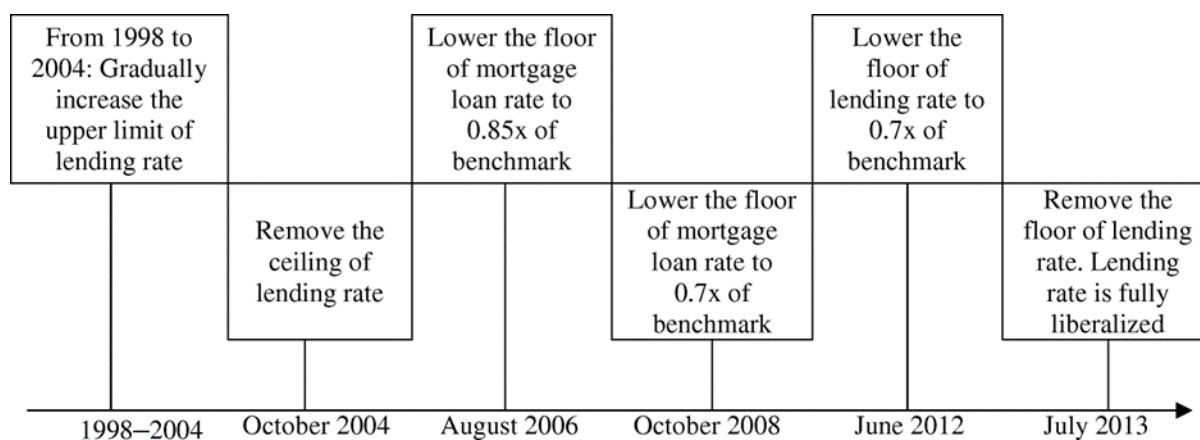 From 1998 to
2004: Gradually
increase the
upper limit of
lending rate
Remove the
ceiling of
lending rate
Lower the floor
of mortgage
loan rate to
0.85x of
benchmark
Lower the floor
of mortgage
loan rate to
0.7x of
benchmark
Lower the
floor of
lending rate to
0.7x of
benchmark
Remove the
floor of lending
rate. Lending
rate is fully
liberalized
1998–2004
October 2004
August 2006
October 2008
June 2012
July 2013